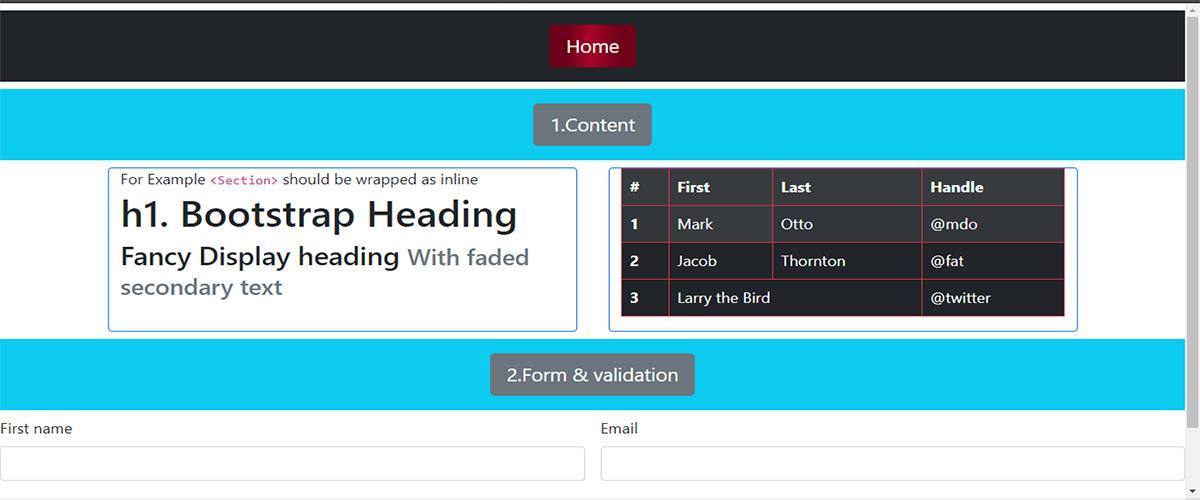 Home
1.Content
For Example <Section> should be wrapped as inline
h1. Bootstrap Heading
Fancy Display heading With faded
secondary text
# First Last Handle
1 Mark Otto @mdo
2 Jacob Thornton @fat
3 Larry the Bird @twitter
2.Form & validation
First name Email